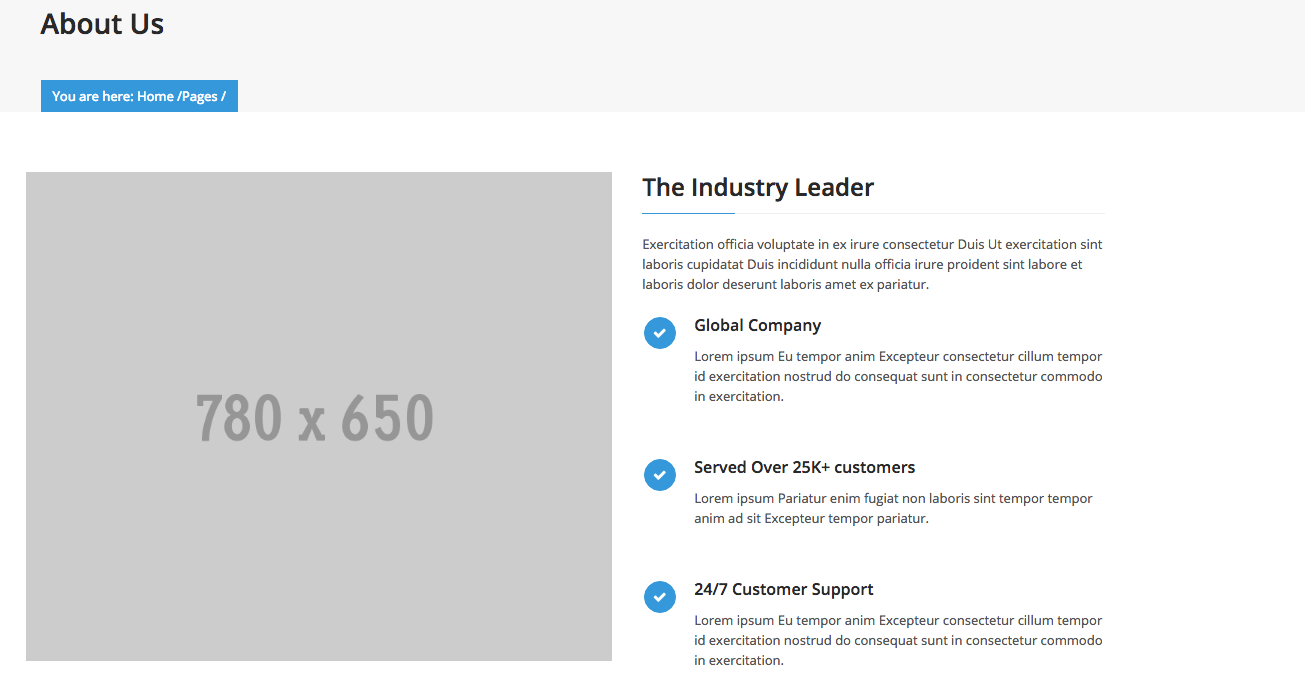 About Us
You are here: Home /Pages /
780 x 650
The Industry Leader
Exercitation officia voluptate in ex irure consectetur Duis Ut exercitation sint
laboris cupidatat Duis incididunt nulla officia irure proident sint labore et
laboris dolor deserunt laboris amet ex pariatur.
Global Company
Lorem ipsum Eu tempor anim Excepteur consectetur cillum tempor
id exercitation nostrud do consequat sunt in consectetur commodo
in exercitation.
Served Over 25K+ customers
Lorem ipsum Pariatur enim fugiat non laboris sint tempor tempor
anim ad sit Excepteur tempor pariatur.
24/7 Customer Support
Lorem ipsum Eu tempor anim Excepteur consectetur cillum tempor
id exercitation nostrud do consequat sunt in consectetur commodo
in exercitation.